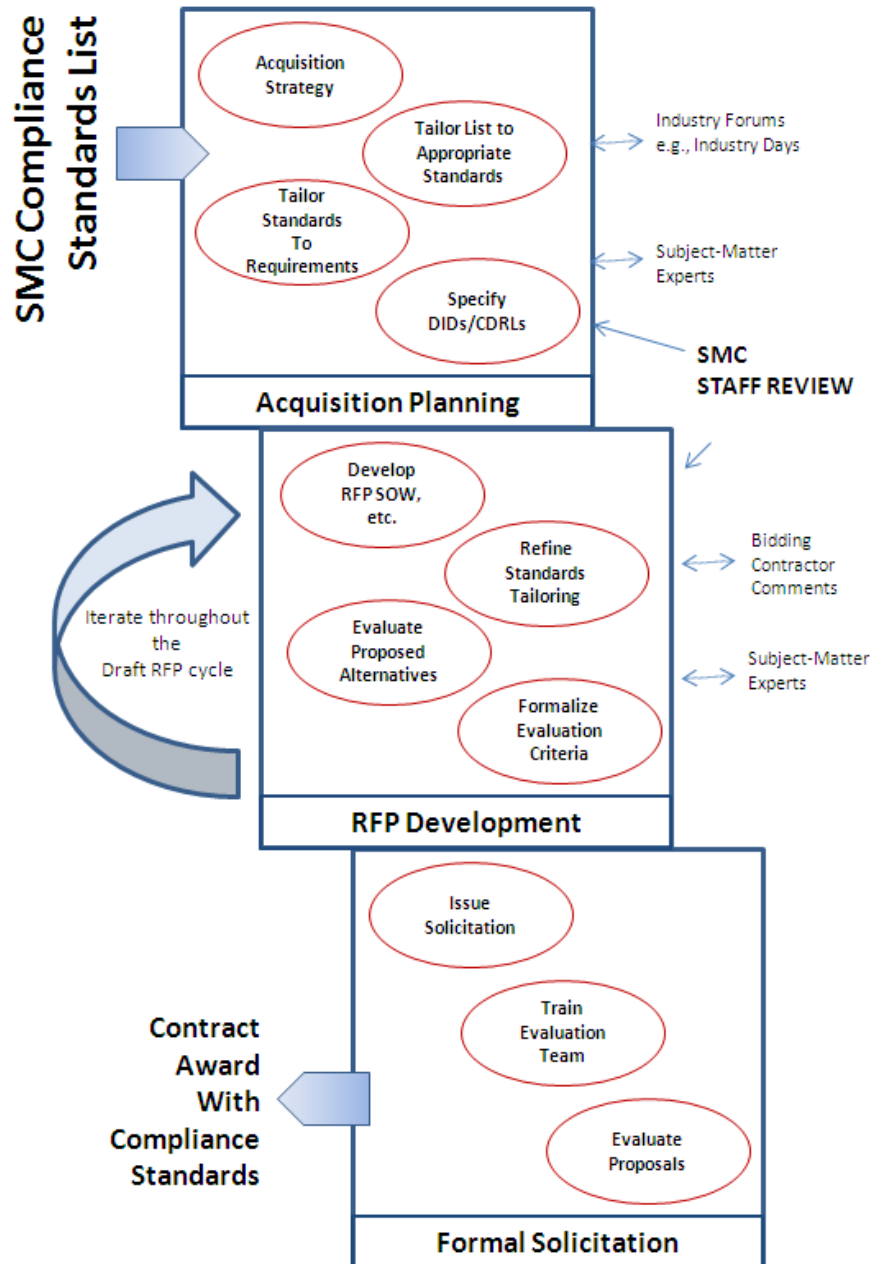 SMC Compliance
Standards List
Acquisition
Strategy
Tailor List to
Appropriate
Standards
Tailor
Standards
To
Requirements
Specify
DIDs/CDRLs
Acquisition Planning
Industry Forums
e.g., Industry Days
Subject-Matter
Experts
SMC
STAFF REVIEW
Develop
RFP SOW,
etc.
Refine
Standards
Tailoring
Evaluate
Proposed
Alternatives
Formalize
Evaluation
Criteria
RFP Development
Iterate throughout
the
Draft RFP cycle
Bidding
Contractor
Comments
Subject-Matter
Experts
Issue
Solicitation
Train
Evaluation
Team
Evaluate
Proposals
Formal Solicitation
Contract
Award
With
Compliance
Standards